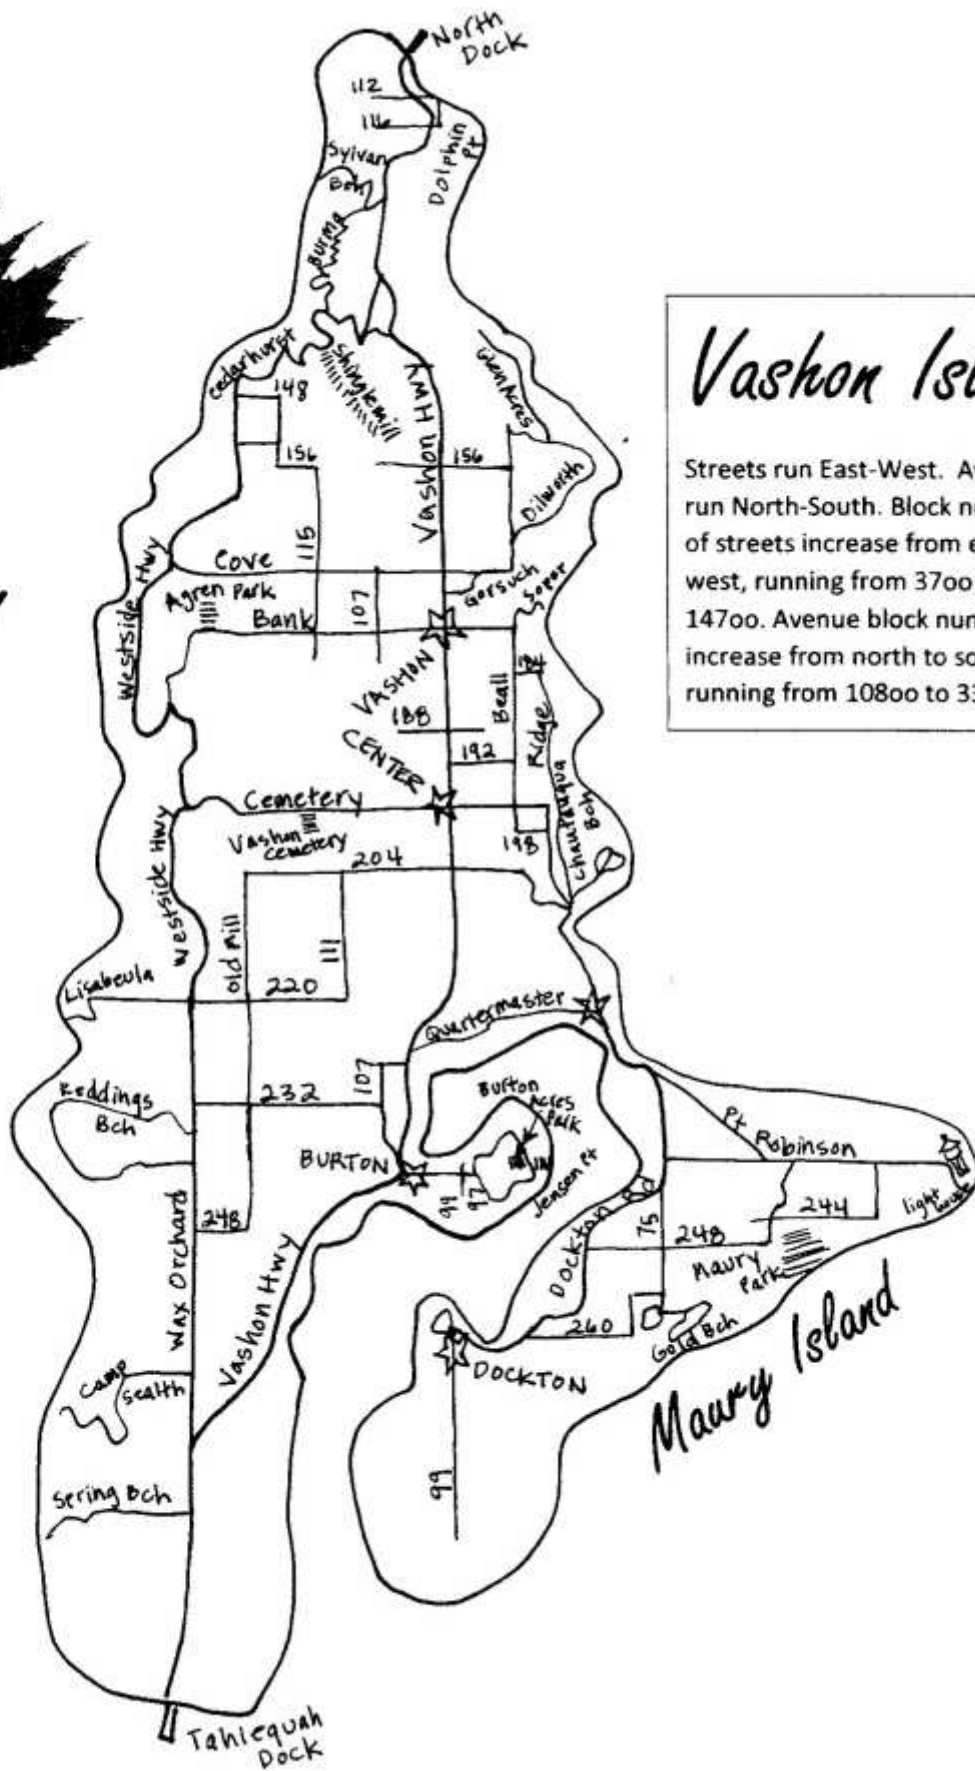 North
Dock
112
116
Sylvan
Bch
Dolphin
Pt
Burma
Cedarhurst
Shinglemill
148
Glen Acres
Vashon Hwy
156
156
Dilworth
Vashon Isl
Streets run East-West. A
run North-South. Block nu
of streets increase from e
west, running from 37oo
147oo. Avenue block num
increase from north to so
running from 108oo to 33
115
Cove
Westside Hwy
Agren Park
107
Gorsuch
Soper
Bank
VASHON
CENTER
188
Beall
Ridge
192
Chautauqua
Bch
Cemetery
Vashon
Cemetery
198
204
Westside Hwy
Old Mill
111
Lisabeula
220
Quartermaster
Reddings
Bch
232
107
Burton
Acres
Park
Pt Robinson
BURTON
99
97
Jensen Pt
light
house
244
248
Wax Orchard
Dockton Rd
75
248
Maury
Park
Vashon Hwy
260
Gold Bch
Maury Island
Camp
Sealth
DOCKTON
99
Spring Bch
Tahlequah
Dock